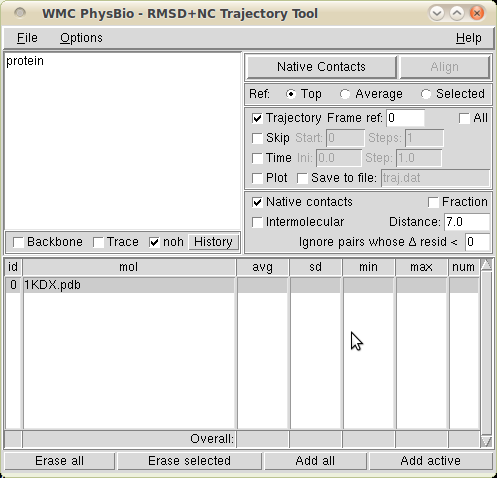 WMC PhysBio - RMSD+NC Trajectory Tool
File Options Help
protein
Native Contacts Align
Ref: Top Average Selected
Trajectory Frame ref: 0 All
Skip Start: 0 Steps: 1
Time Ini: 0.0 Step: 1.0
Plot Save to file: traj.dat
Native contacts Fraction
Intermolecular Distance: 7.0
Ignore pairs whose Δ resid < 0
Backbone Trace noh History
id mol avg sd min max num
0 1KDX.pdb
Overall:
Erase all Erase selected Add all Add active